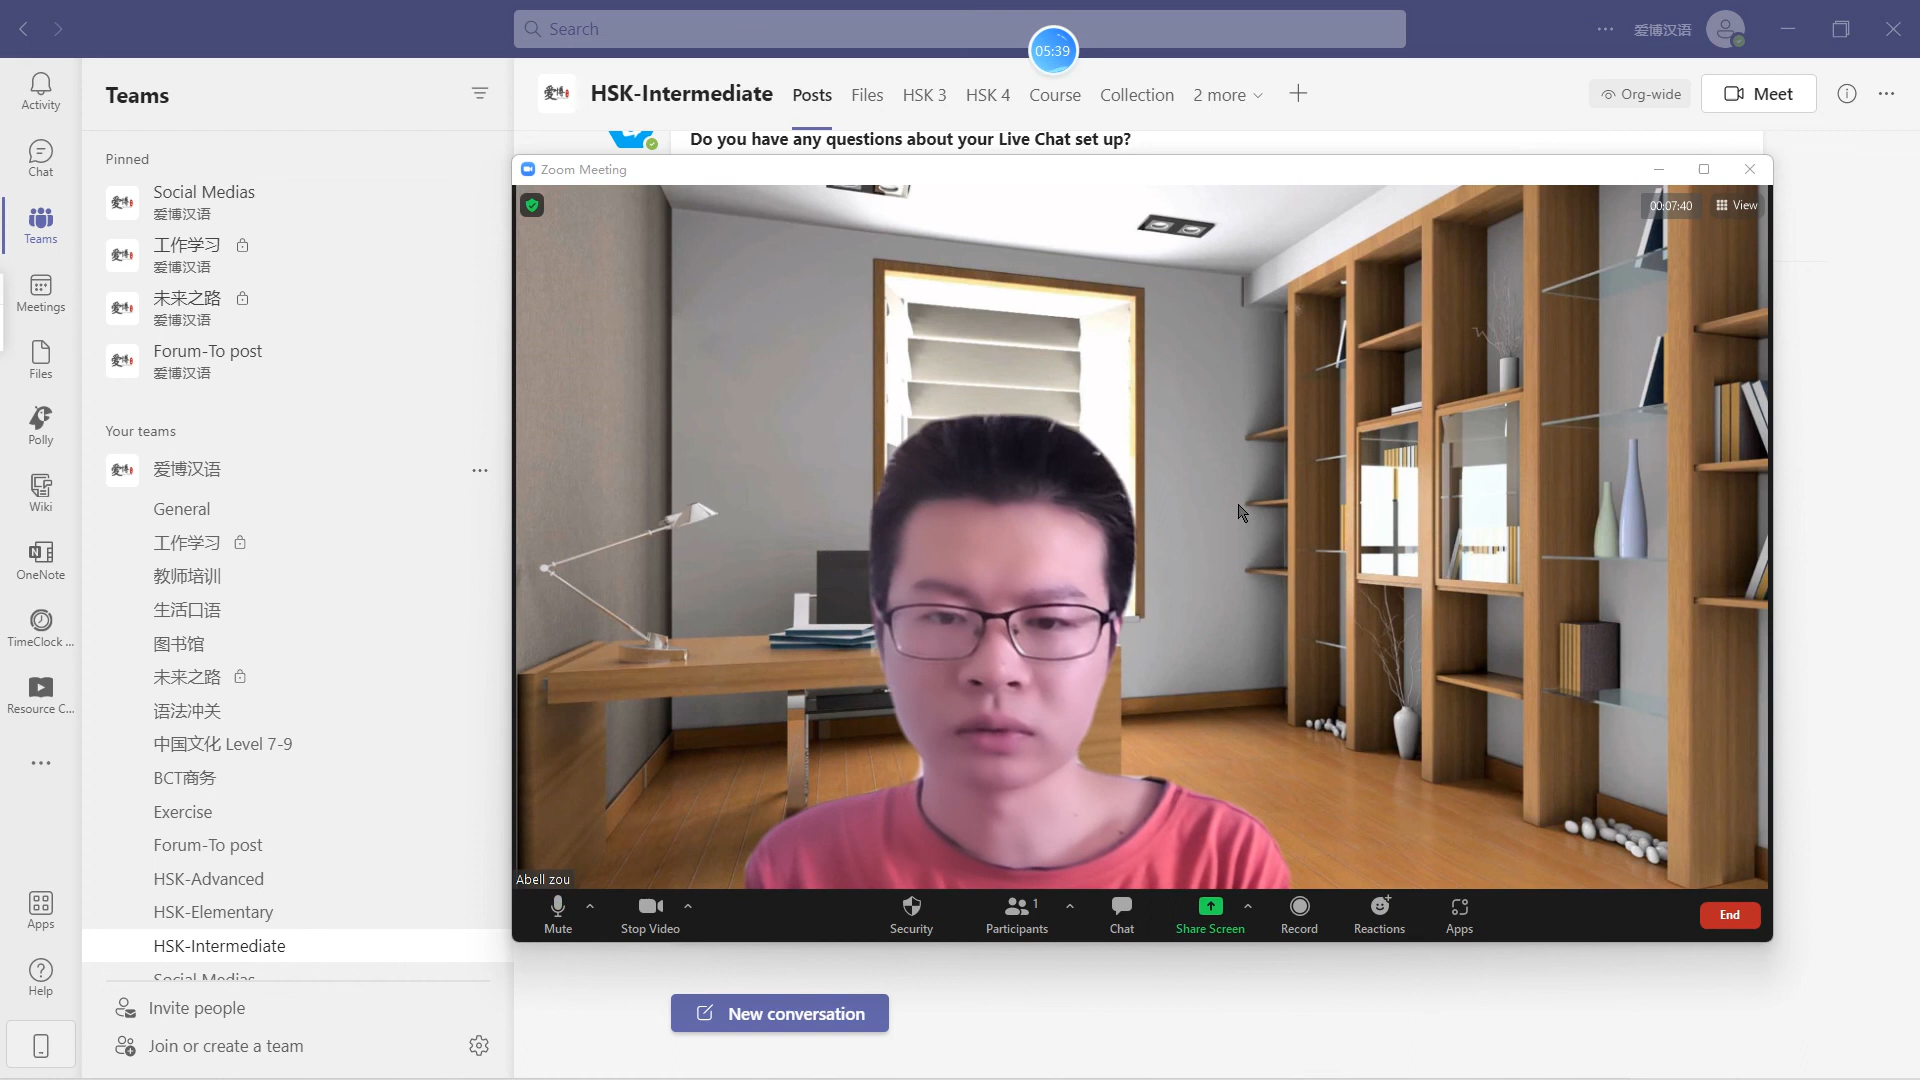 Search
05:39
爱博汉语
Activity
Chat
Teams
Meetings
Files
Polly
Wiki
OneNote
TimeClock ...
Resource C...
Apps
Help
Teams
Pinned
Social Medias
爱博汉语
工作学习
爱博汉语
未来之路
爱博汉语
Forum-To post
爱博汉语
Your teams
爱博汉语
General
工作学习
教师培训
生活口语
图书馆
未来之路
语法冲关
中国文化 Level 7-9
BCT商务
Exercise
Forum-To post
HSK-Advanced
HSK-Elementary
HSK-Intermediate
Social Medias
Invite people
Join or create a team
HSK-Intermediate Posts Files HSK 3 HSK 4 Course Collection 2 more
Org-wide
Meet
Do you have any questions about your Live Chat set up?
Zoom Meeting
00:07:40
View
Abell zou
Mute
Stop Video
Security
1
Participants
Chat
Share Screen
Record
Reactions
Apps
End
New conversation